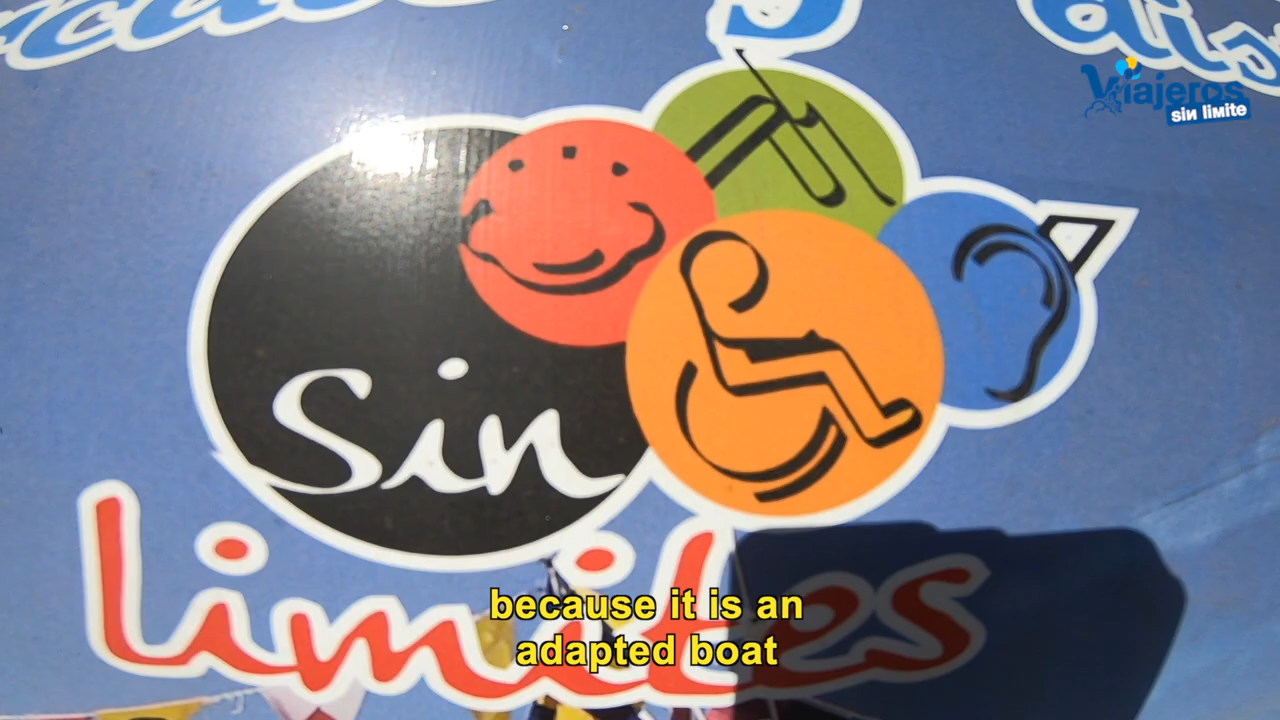 Viajeros
sin limite
Sin
limites
because it is an
adapted boat